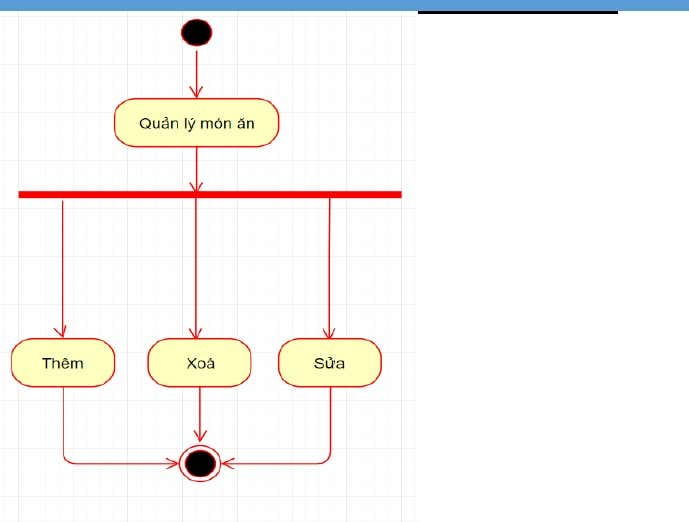 Quản lý món ăn
Thêm
Xoá
Sửa